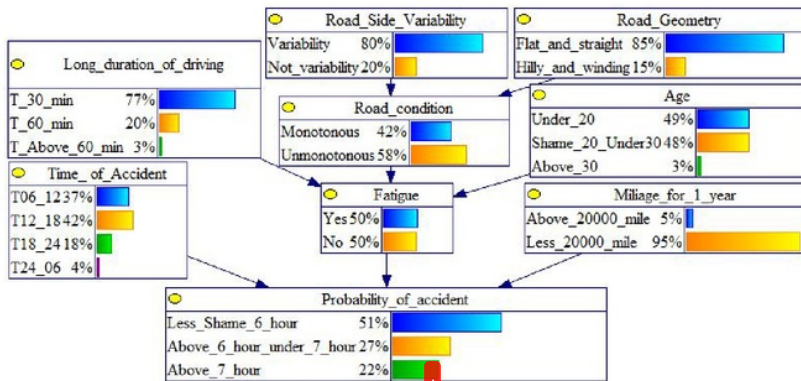 Road_Side_Variability
Variability 80%
Not_variability 20%
Road_Geometry
Flat_and_straight 85%
Hilly_and_winding 15%
Long_duration_of_driving
T_30_min 77%
T_60_min 20%
T_Above_60_min 3%
Road_condition
Monotonous 42%
Unmonotonous 58%
Age
Under_20 49%
Shame_20_Under30 48%
Above_30 3%
Time_ of_Accident
T06_12 37%
T12_18 42%
T18_24 18%
T24_06 4%
Fatigue
Yes 50%
No 50%
Miliage_for_1_year
Above_20000_mile 5%
Less_20000_mile 95%
Probability_of_accident
Less_Shame_6_hour 51%
Above_6_hour_under_7_hour 27%
Above_7_hour 22%